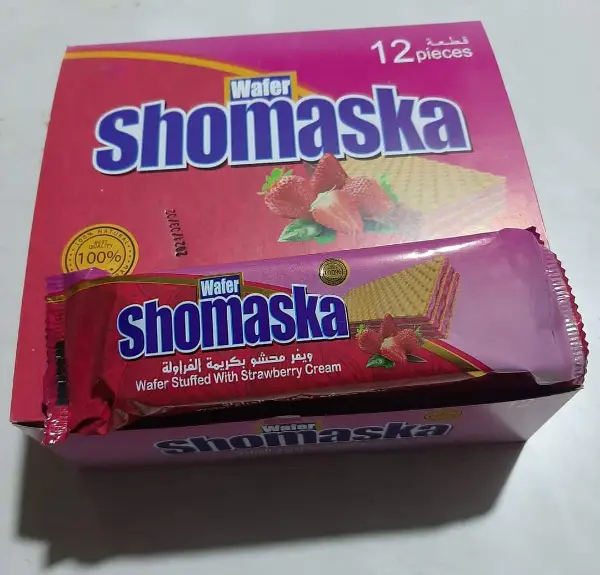 قطعة
12 pieces
Wafer
shomaska
100%
Wafer
shomaska
100%
ويفر محشو بكريمة الفراولة
Wafer Stuffed With Strawberry Cream
Wafer
shomaska